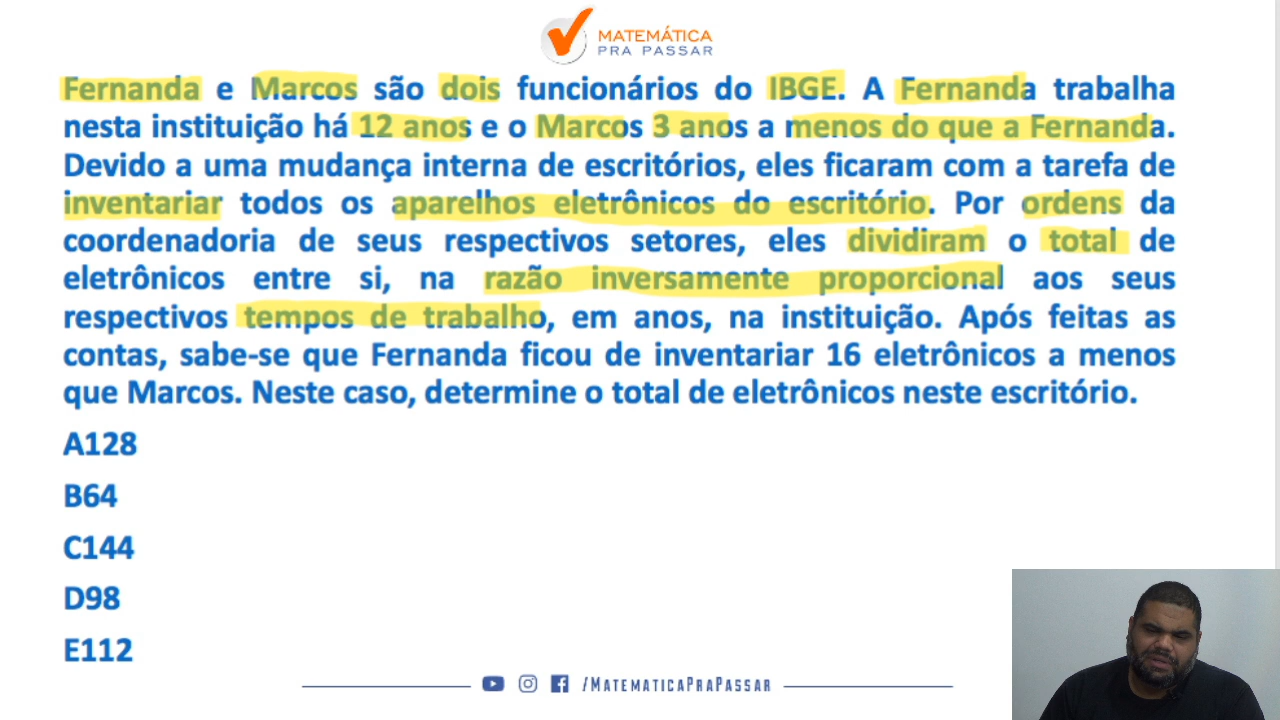 MATEMÁTICA
PRA PASSAR
Fernanda e Marcos são dois funcionários do IBGE. A Fernanda trabalha
nesta instituição há 12 anos e o Marcos 3 anos a menos do que a Fernanda.
Devido a uma mudança interna de escritórios, eles ficaram com a tarefa de
inventariar todos os aparelhos eletrônicos do escritório. Por ordens da
coordenadoria de seus respectivos setores, eles dividiram o total de
eletrônicos entre si, na razão inversamente proporcional aos seus
respectivos tempos de trabalho, em anos, na instituição. Após feitas as
contas, sabe-se que Fernanda ficou de inventariar 16 eletrônicos a menos
que Marcos. Neste caso, determine o total de eletrônicos neste escritório.
A128
B64
C144
D98
E112
/MATEMATICAPRAPASSAR